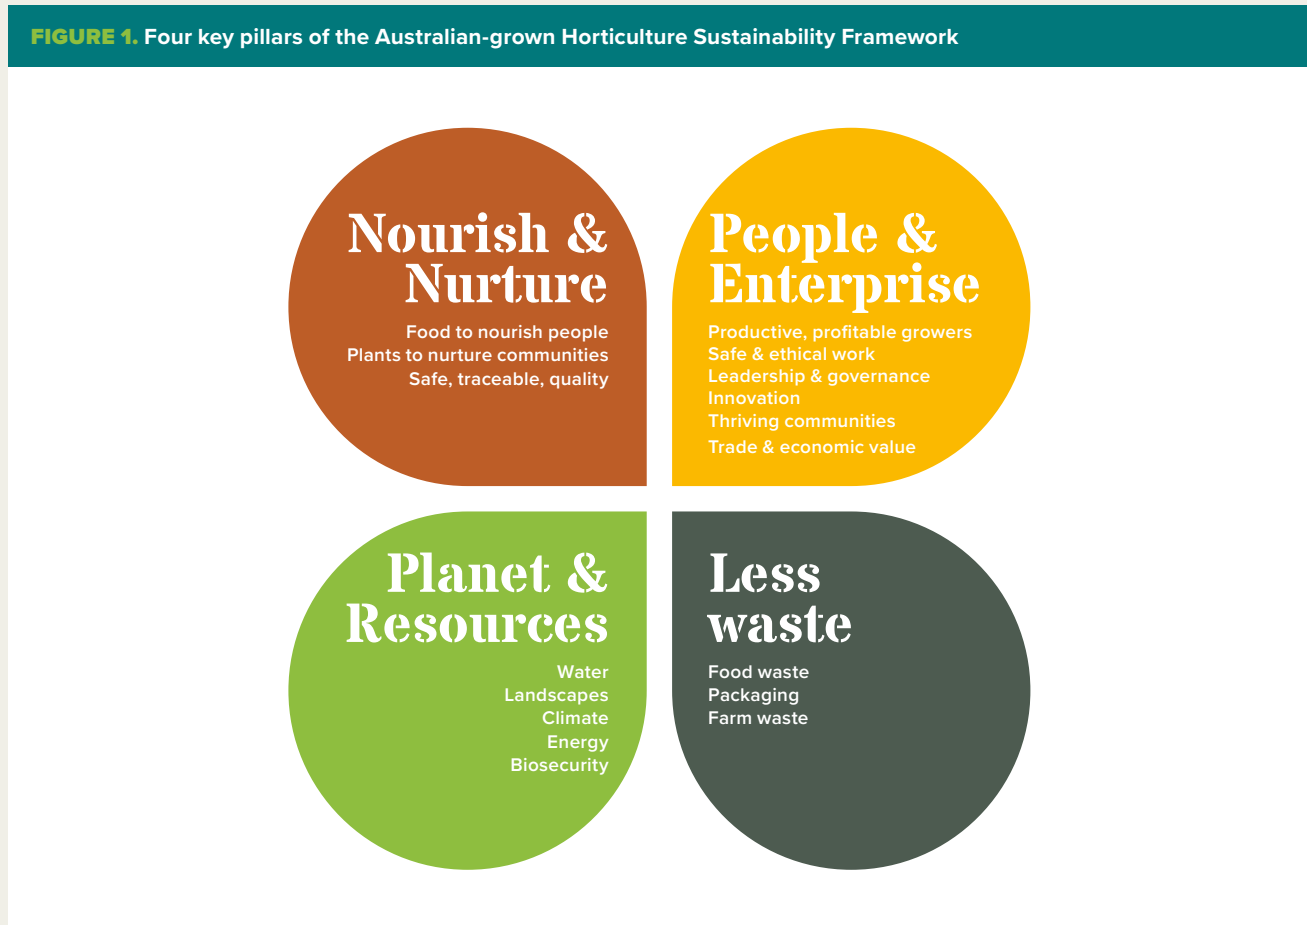 FIGURE 1. Four key pillars of the Australian-grown Horticulture Sustainability Framework
Nourish &
Nurture
Food to nourish people
Plants to nurture communities
Safe, traceable, quality
People &
Enterprise
Productive, profitable growers
Safe & ethical work
Leadership & governance
Innovation
Thriving communities
Trade & economic value
Planet &
Resources
Water
Landscapes
Climate
Energy
Biosecurity
Less
waste
Food waste
Packaging
Farm waste